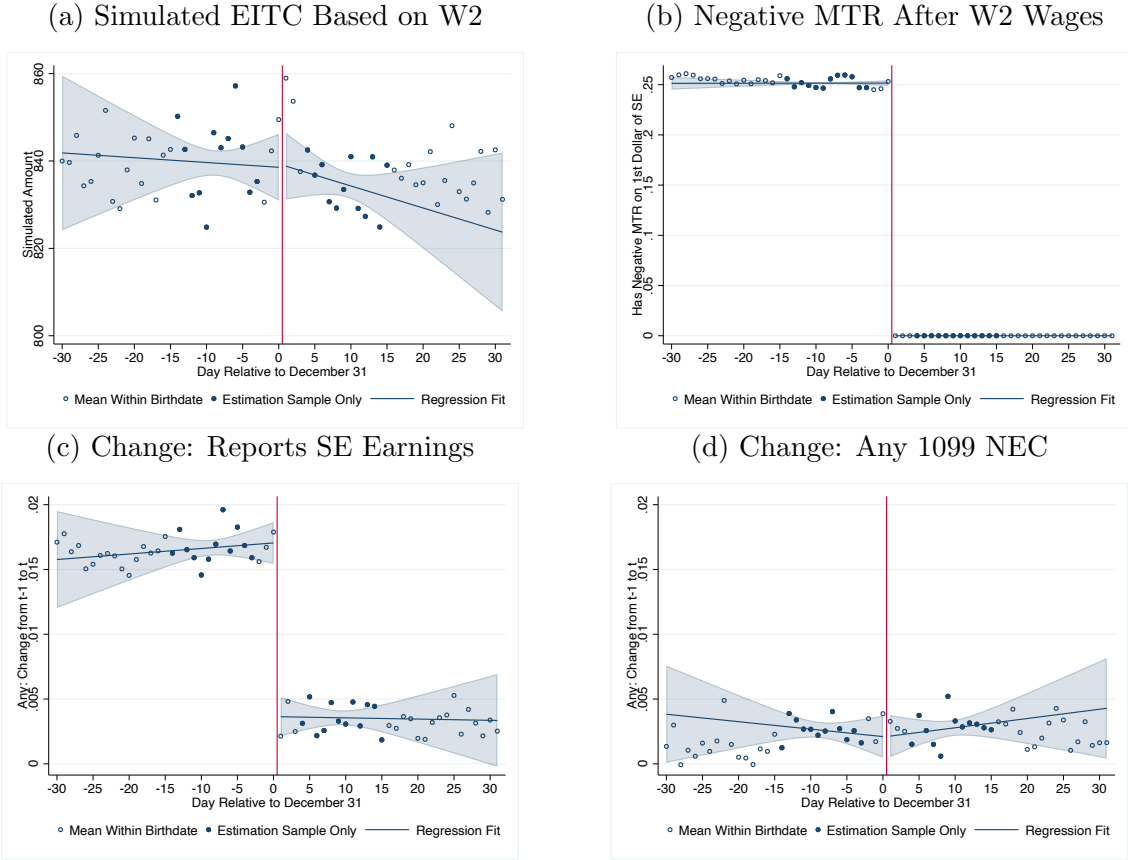 (a) Simulated EITC Based on W2
Simulated Amount
860
840
820
800
-30 -25 -20 -15 -10 -5 0 5 10 15 20 25 30
Day Relative to December 31
Mean Within Birthdate Estimation Sample Only Regression Fit
(b) Negative MTR After W2 Wages
Has Negative MTR on 1st Dollar of SE
.25
.2
.15
.1
.05
0
-30 -25 -20 -15 -10 -5 0 5 10 15 20 25 30
Day Relative to December 31
Mean Within Birthdate Estimation Sample Only Regression Fit
(c) Change: Reports SE Earnings
Any: Change from t-1 to t
.02
.015
.01
.005
0
-30 -25 -20 -15 -10 -5 0 5 10 15 20 25 30
Day Relative to December 31
Mean Within Birthdate Estimation Sample Only Regression Fit
(d) Change: Any 1099 NEC
Any: Change from t-1 to t
.02
.015
.01
.005
0
-30 -25 -20 -15 -10 -5 0 5 10 15 20 25 30
Day Relative to December 31
Mean Within Birthdate Estimation Sample Only Regression Fit